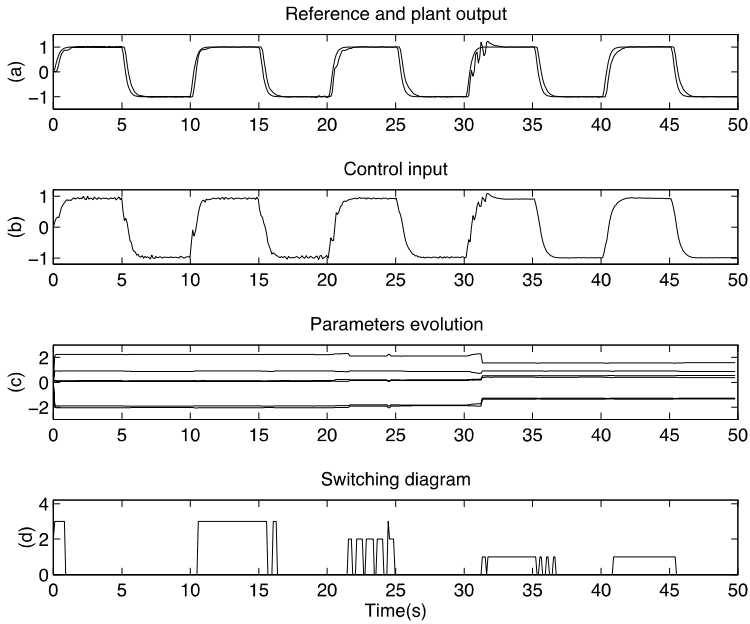 Reference and plant output
1
0
−1
(a)
0 5 10 15 20 25 30 35 40 45 50
Control input
1
0
−1
(b)
0 5 10 15 20 25 30 35 40 45 50
Parameters evolution
2
0
−2
(c)
0 5 10 15 20 25 30 35 40 45 50
Switching diagram
4
2
0
(d)
0 5 10 15 20 25 30 35 40 45 50
Time(s)